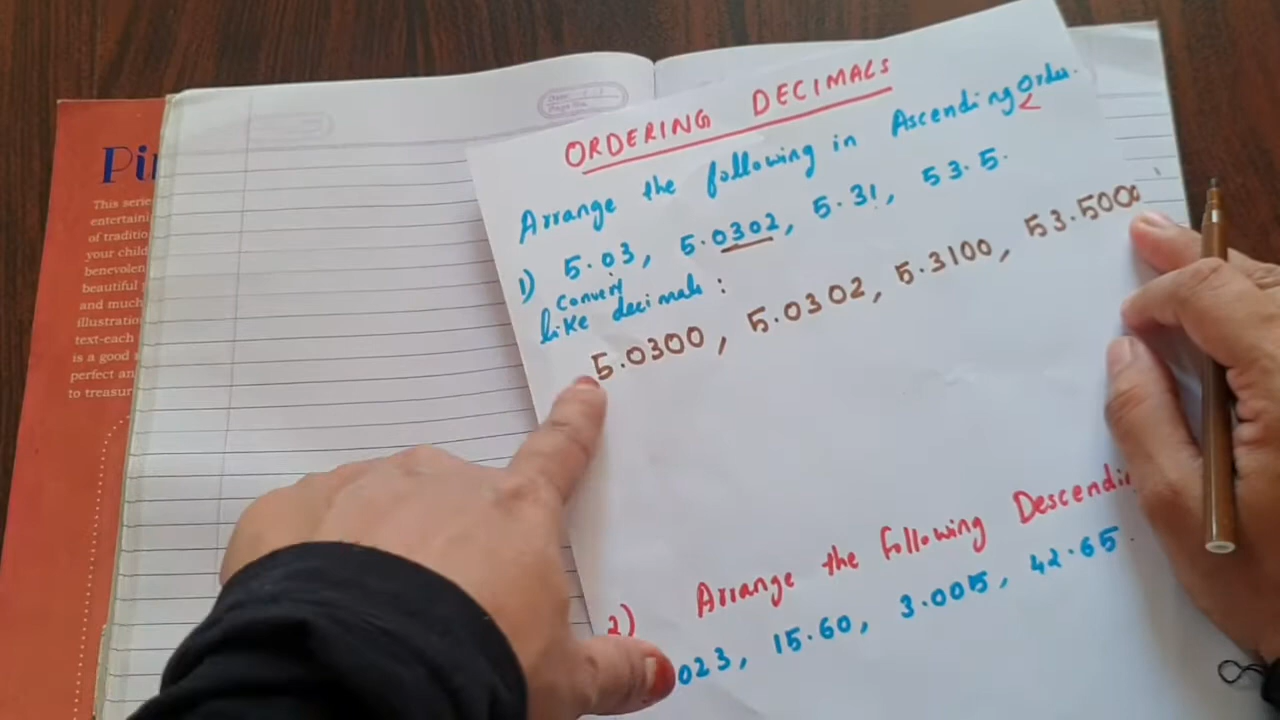 ORDERING DECIMALS
Arrange the following in Ascending Order.
<
1) 5.03, 5.0302, 5.31, 53.5.
Convert
like decimals :
5.0300, 5.0302, 5.3100, 53.5000
2) Arrange the following Descendi
023, 15.60, 3.005, 42.65.
Pi
This serie
entertaini
of traditio
your child
benevolen
beautiful
and much
illustratio
text-each
is a good
perfect an
to treasur